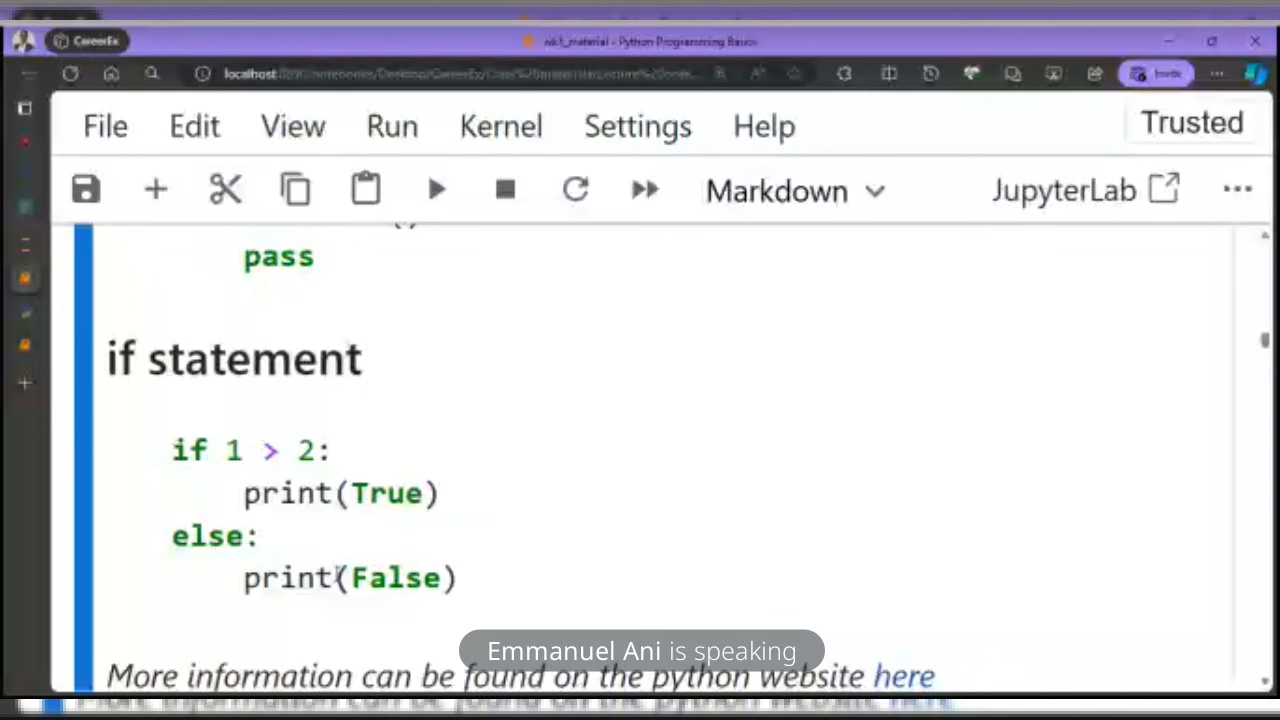 CareerEx
wk1_material - Python Programming Basics
localhost
Invite
File Edit View Run Kernel Settings Help Trusted
Markdown JupyterLab
pass
if statement
if 1 > 2:
print(True)
else:
print(False)
Emmanuel Ani is speaking
More information can be found on the python website here